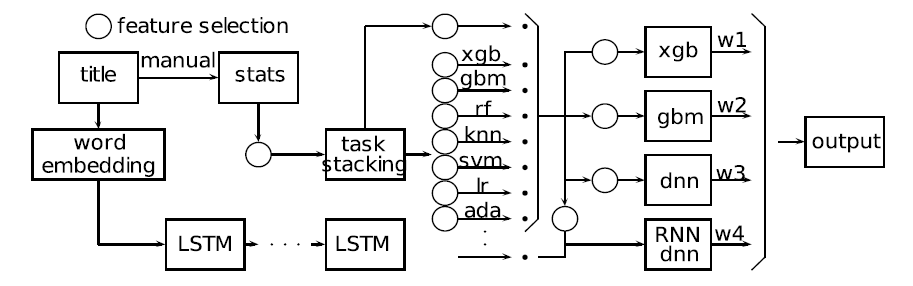 feature selection
title
manual
stats
word
embedding
task
stacking
LSTM
. . .
LSTM
xgb
gbm
rf
knn
svm
lr
ada
xgb
w1
gbm
w2
dnn
w3
RNN
dnn
w4
output